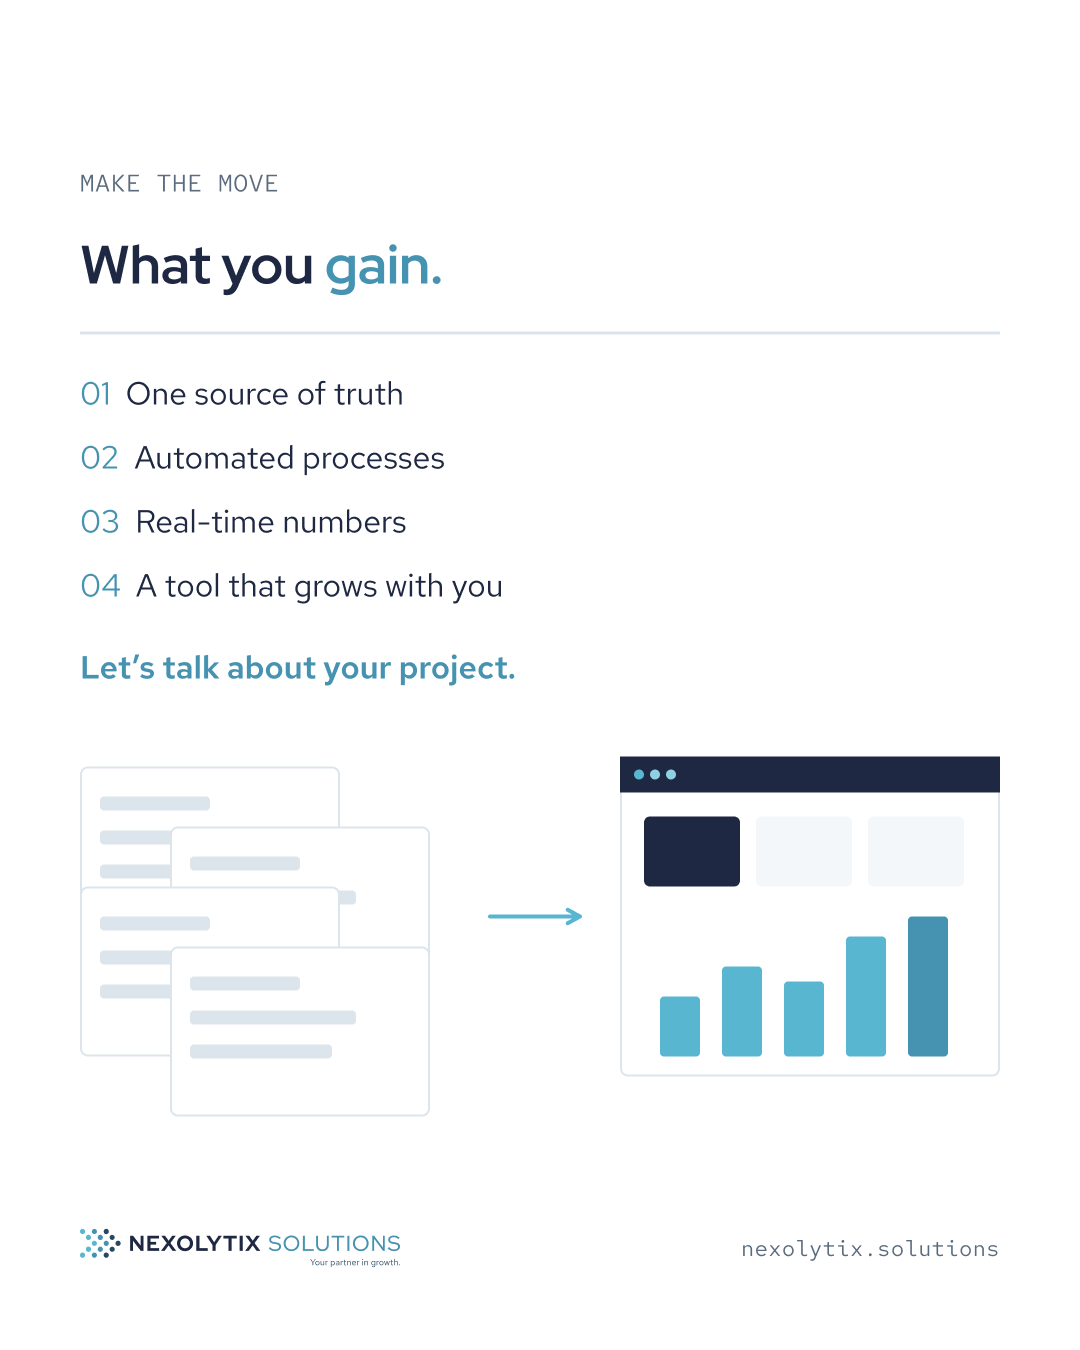 MAKE THE MOVE
What you gain.
01 One source of truth
02 Automated processes
03 Real-time numbers
04 A tool that grows with you
Let’s talk about your project.
NEXOLYTIX SOLUTIONS
Your partner in growth.
nexolytix.solutions